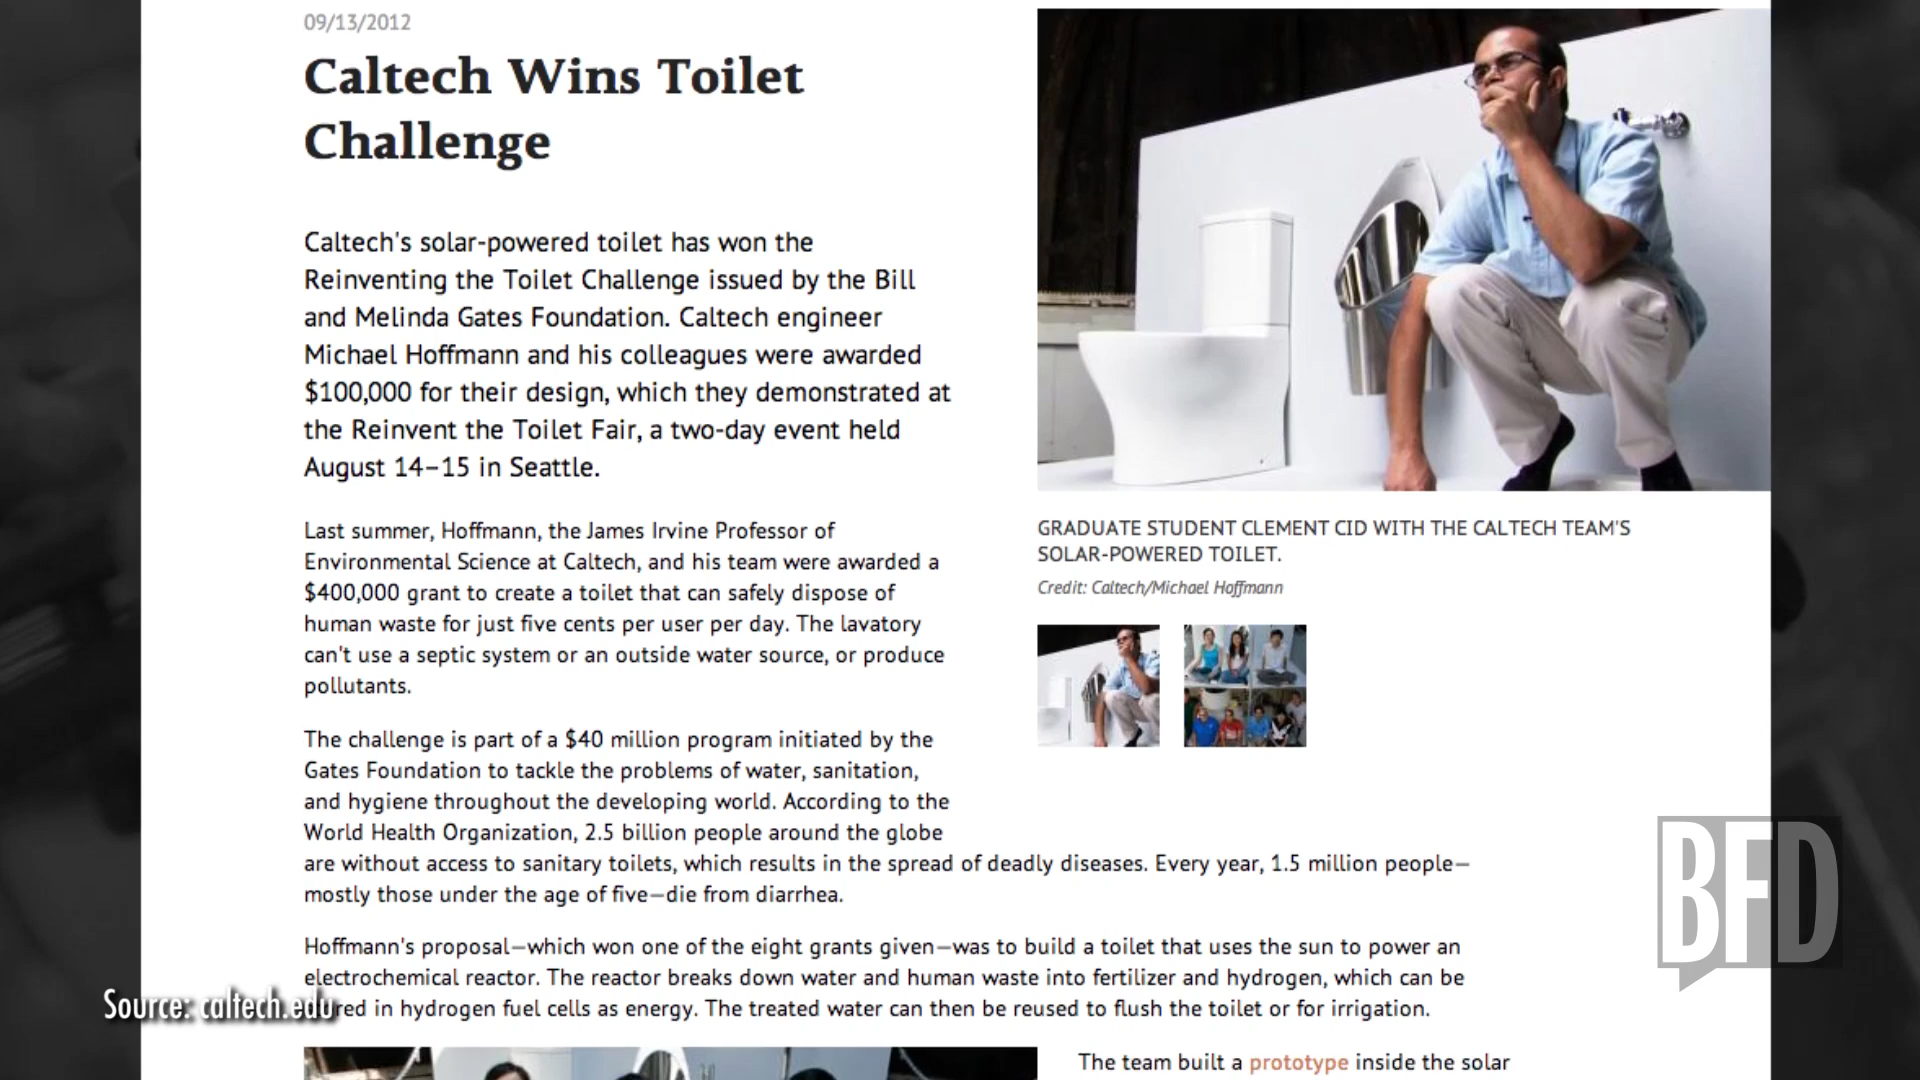 09/13/2012
Caltech Wins Toilet
Challenge
Caltech's solar-powered toilet has won the
Reinventing the Toilet Challenge issued by the Bill
and Melinda Gates Foundation. Caltech engineer
Michael Hoffmann and his colleagues were awarded
$100,000 for their design, which they demonstrated at
the Reinvent the Toilet Fair, a two-day event held
August 14–15 in Seattle.
Last summer, Hoffmann, the James Irvine Professor of
Environmental Science at Caltech, and his team were awarded a
$400,000 grant to create a toilet that can safely dispose of
human waste for just five cents per user per day. The lavatory
can't use a septic system or an outside water source, or produce
pollutants.
The challenge is part of a $40 million program initiated by the
Gates Foundation to tackle the problems of water, sanitation,
and hygiene throughout the developing world. According to the
World Health Organization, 2.5 billion people around the globe
are without access to sanitary toilets, which results in the spread of deadly diseases. Every year, 1.5 million people—
mostly those under the age of five—die from diarrhea.
Hoffmann's proposal—which won one of the eight grants given—was to build a toilet that uses the sun to power an
electrochemical reactor. The reactor breaks down water and human waste into fertilizer and hydrogen, which can be
red in hydrogen fuel cells as energy. The treated water can then be reused to flush the toilet or for irrigation.
The team built a prototype inside the solar
GRADUATE STUDENT CLEMENT CID WITH THE CALTECH TEAM'S
SOLAR-POWERED TOILET.
Credit: Caltech/Michael Hoffmann
Source: caltech.edu
BFD